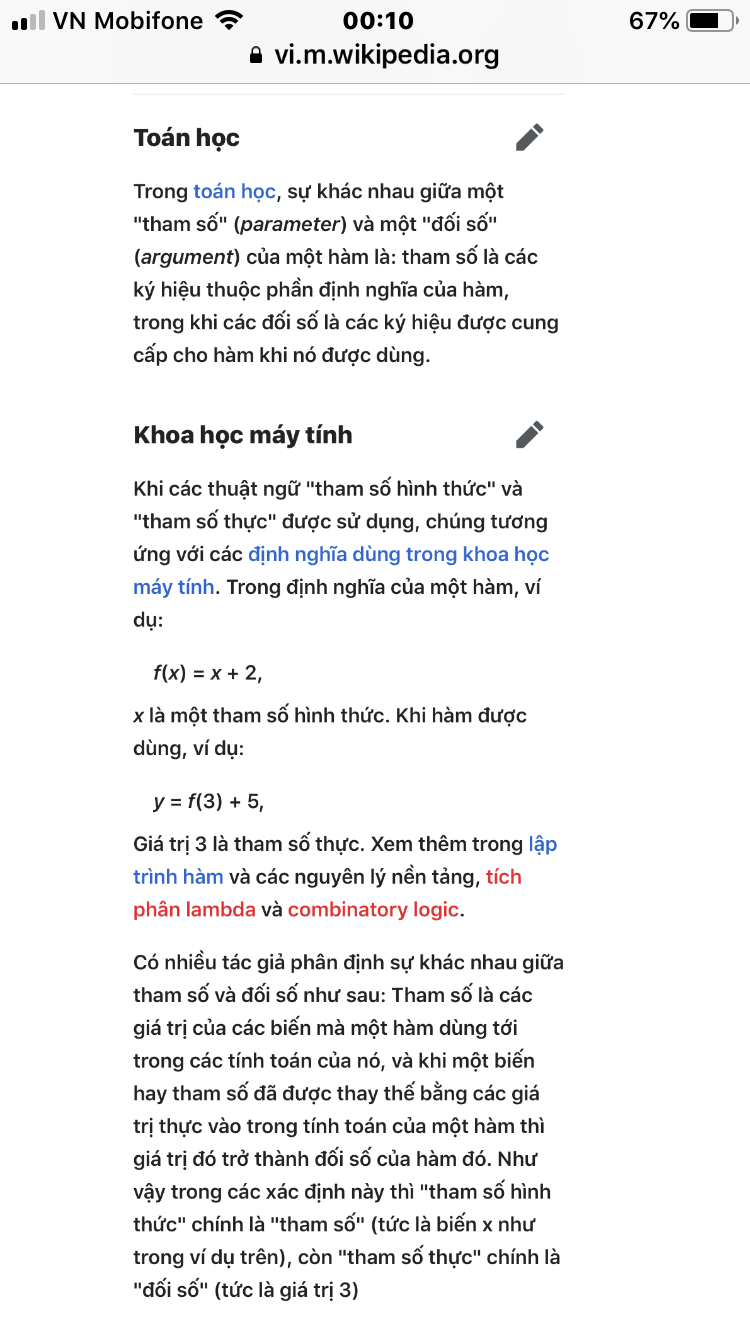 VN Mobifone 00:10 67%
vi.m.wikipedia.org
Toán học
Trong toán học, sự khác nhau giữa một
"tham số" (parameter) và một "đối số"
(argument) của một hàm là: tham số là các
ký hiệu thuộc phần định nghĩa của hàm,
trong khi các đối số là các ký hiệu được cung
cấp cho hàm khi nó được dùng.
Khoa học máy tính
Khi các thuật ngữ "tham số hình thức" và
"tham số thực" được sử dụng, chúng tương
ứng với các định nghĩa dùng trong khoa học
máy tính. Trong định nghĩa của một hàm, ví
dụ:
f(x) = x + 2,
x là một tham số hình thức. Khi hàm được
dùng, ví dụ:
y = f(3) + 5,
Giá trị 3 là tham số thực. Xem thêm trong lập
trình hàm và các nguyên lý nền tảng, tích
phân lambda và combinatory logic.
Có nhiều tác giả phân định sự khác nhau giữa
tham số và đối số như sau: Tham số là các
giá trị của các biến mà một hàm dùng tới
trong các tính toán của nó, và khi một biến
hay tham số đã được thay thế bằng các giá
trị thực vào trong tính toán của một hàm thì
giá trị đó trở thành đối số của hàm đó. Như
vậy trong các xác định này thì "tham số hình
thức" chính là "tham số" (tức là biến x như
trong ví dụ trên), còn "tham số thực" chính là
"đối số" (tức là giá trị 3)